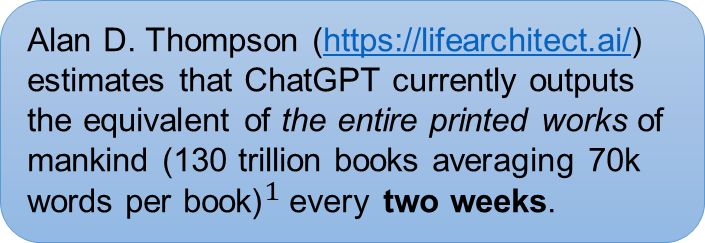 Alan D. Thompson (https://lifearchitect.ai/)
estimates that ChatGPT currently outputs
the equivalent of the entire printed works of
mankind (130 trillion books averaging 70k
words per book)¹ every two weeks.